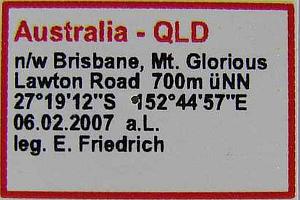 Australia - QLD
n/w Brisbane, Mt. Glorious
Lawton Road 700m üNN
27°19'12"S 152°44'57"E
06.02.2007 a.L.
leg. E. Friedrich